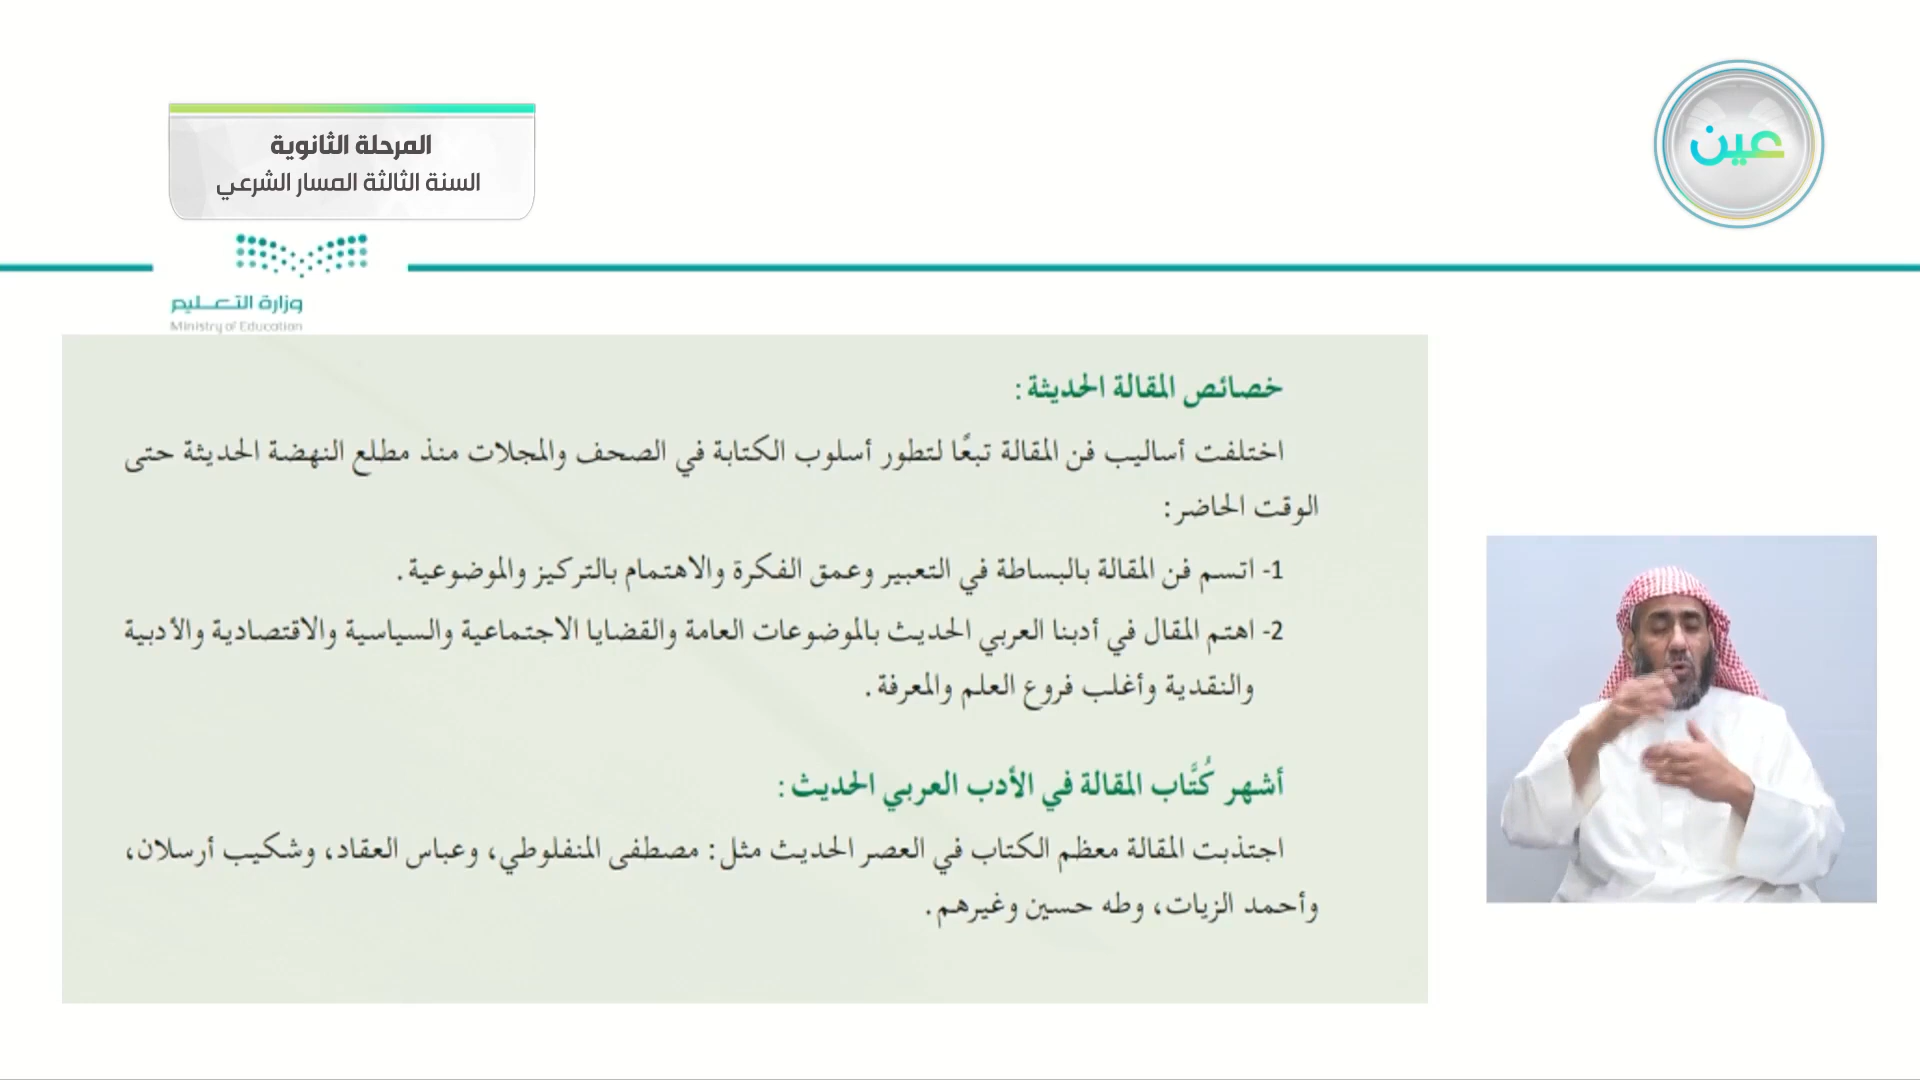 المرحلة الثانوية
السنة الثالثة المسار الشرعي
عين
وزارة التعليم
Ministry of Education
خصائص المقالة الحديثة:
اختلفت أساليب فن المقالة تبعًا لتطور أسلوب الكتابة في الصحف والمجلات منذ مطلع النهضة الحديثة حتى
الوقت الحاضر:
1- اتسم فن المقالة بالبساطة في التعبير وعمق الفكرة والاهتمام بالتركيز والموضوعية.
2- اهتم المقال في أدبنا العربي الحديث بالموضوعات العامة والقضايا الاجتماعية والسياسية والاقتصادية والأدبية
والنقدية وأغلب فروع العلم والمعرفة.
أشهر كُتَّاب المقالة في الأدب العربي الحديث:
اجتذبت المقالة معظم الكتاب في العصر الحديث مثل: مصطفى المنفلوطي، وعباس العقاد، وشكيب أرسلان،
وأحمد الزيات، وطه حسين وغيرهم.